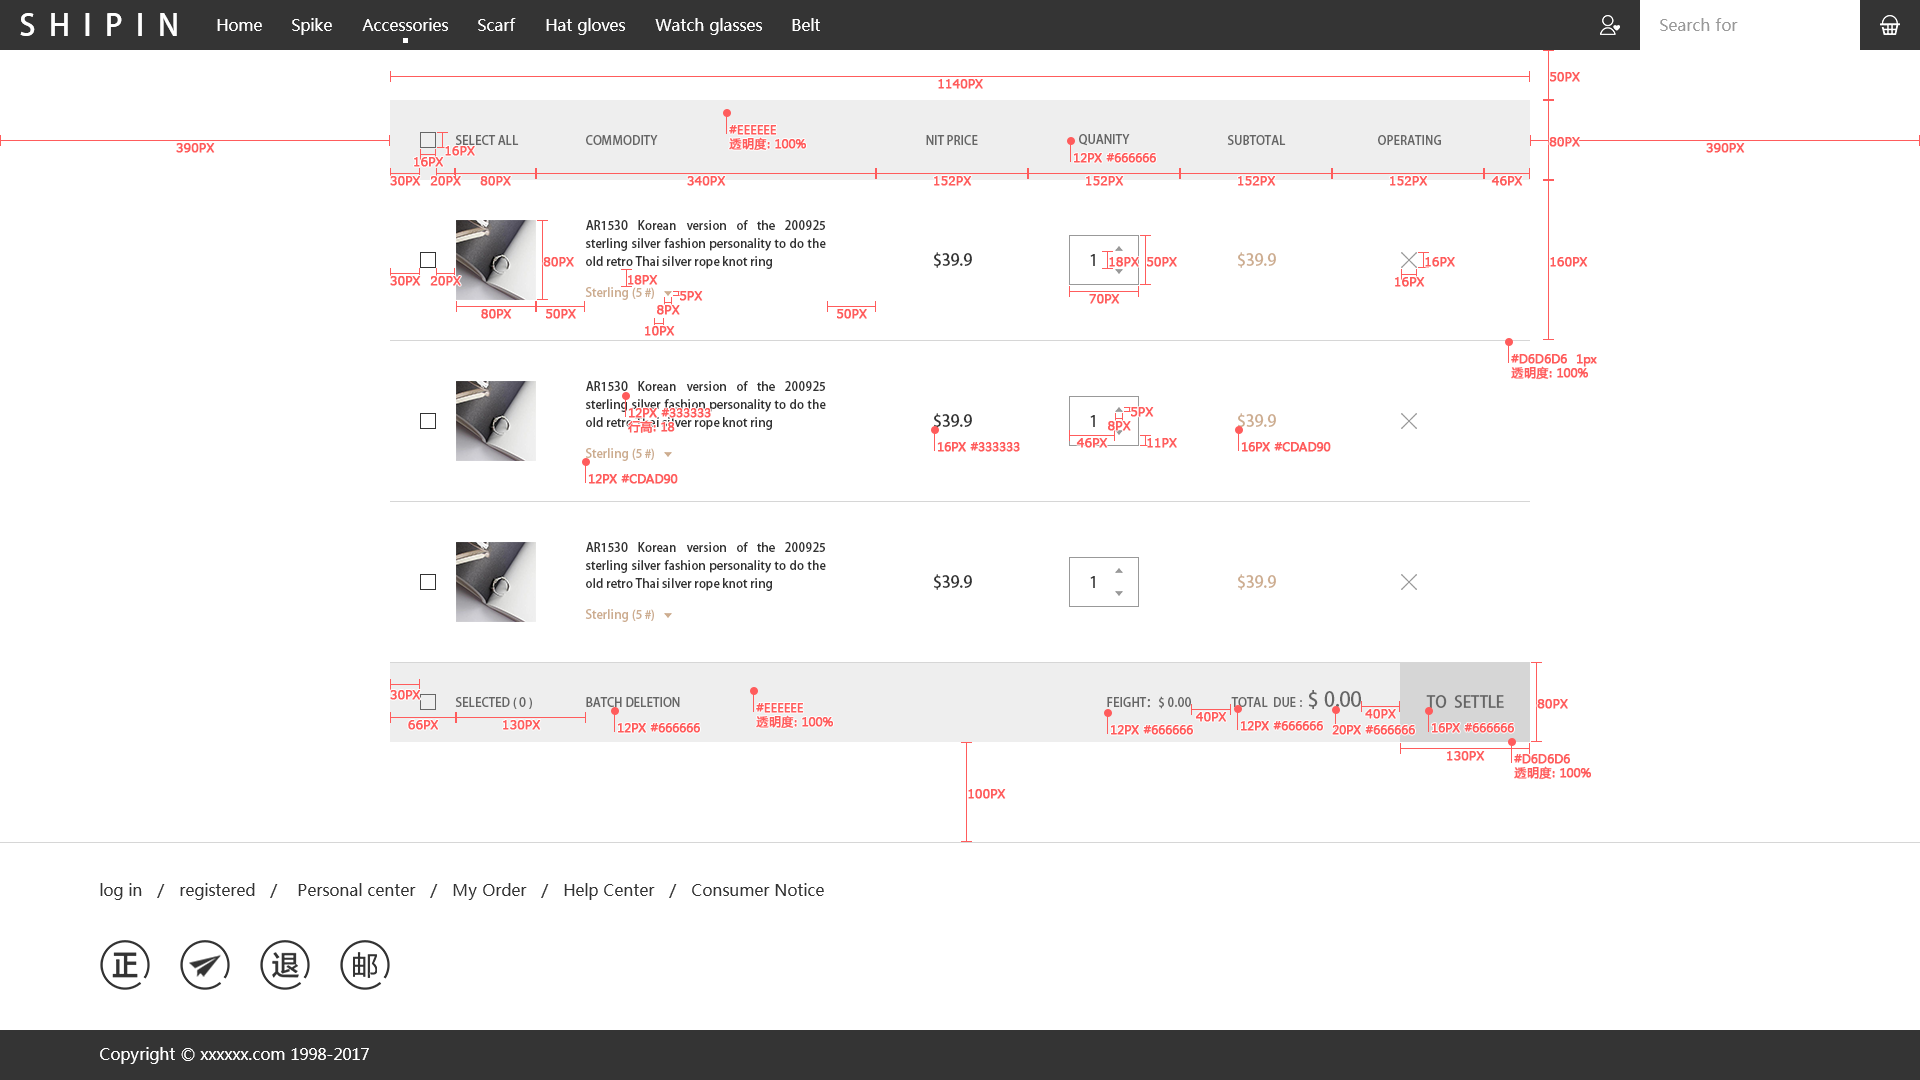 SHIPIN Home Spike Accessories Scarf Hat gloves Watch glasses Belt Search for
50PX
1140PX
#EEEEEE
透明度: 100%
390PX
SELECT ALL COMMODITY NIT PRICE QUANITY SUBTOTAL OPERATING
80PX
390PX
16PX
16PX
12PX #666666
30PX 20PX 80PX 340PX 152PX 152PX 152PX 152PX 46PX
AR1530 Korean version of the 200925
sterling silver fashion personality to do the
old retro Thai silver rope knot ring
80PX
$39.9
1
18PX
50PX
$39.9
16PX
160PX
30PX 20PX
18PX
16PX
Sterling (5 #)
5PX
70PX
80PX 50PX
8PX
50PX
10PX
#D6D6D6 1px
透明度: 100%
AR1530 Korean version of the 200925
sterling silver fashion personality to do the
old retro Thai silver rope knot ring
12PX #333333
行高: 18
$39.9
1
5PX
8PX
$39.9
16PX #333333
46PX
11PX
16PX #CDAD90
Sterling (5 #)
12PX #CDAD90
AR1530 Korean version of the 200925
sterling silver fashion personality to do the
old retro Thai silver rope knot ring
$39.9
1
$39.9
Sterling (5 #)
30PX
SELECTED ( 0 ) BATCH DELETION
#EEEEEE
透明度: 100%
FEIGHT: $ 0.00 TOTAL DUE : $ 0.00 TO SETTLE
80PX
66PX 130PX
12PX #666666
40PX
40PX
12PX #666666
12PX #666666
20PX #666666
16PX #666666
130PX
#D6D6D6
透明度: 100%
100PX
log in / registered / Personal center / My Order / Help Center / Consumer Notice
正 退 邮
Copyright © xxxxxx.com 1998-2017